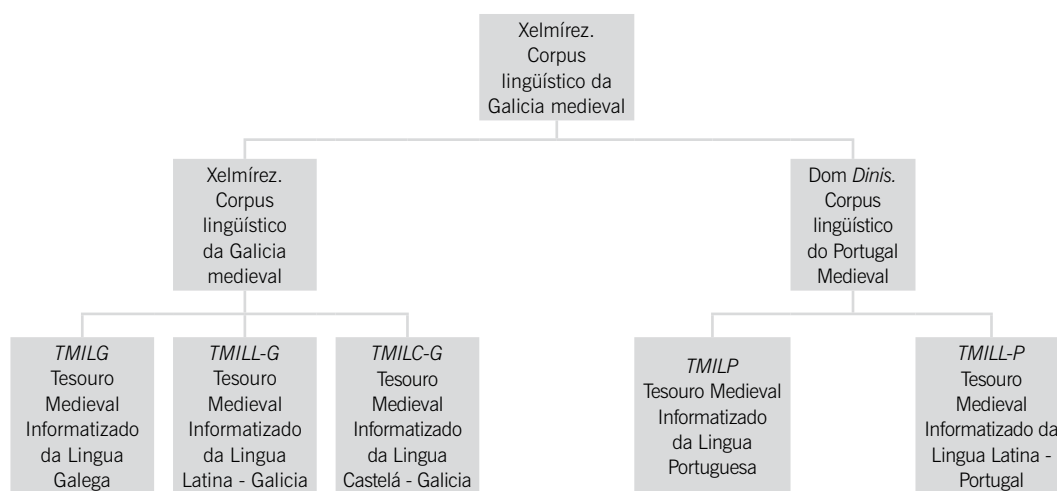 Xelmírez.
Corpus
lingüístico da
Galicia medieval
Xelmírez.
Corpus
lingüístico
da Galicia
medieval
Dom Dinis.
Corpus
lingüístico
do Portugal
Medieval
TMILG
Tesouro
Medieval
Informatizado
da Lingua
Galega
TMILL-G
Tesouro
Medieval
Informatizado
da Lingua
Latina - Galicia
TMILC-G
Tesouro
Medieval
Informatizado
da Lingua
Castelá - Galicia
TMILP
Tesouro Medieval
Informatizado
da Lingua
Portuguesa
TMILL-P
Tesouro
Medieval
Informatizado da
Lingua Latina -
Portugal